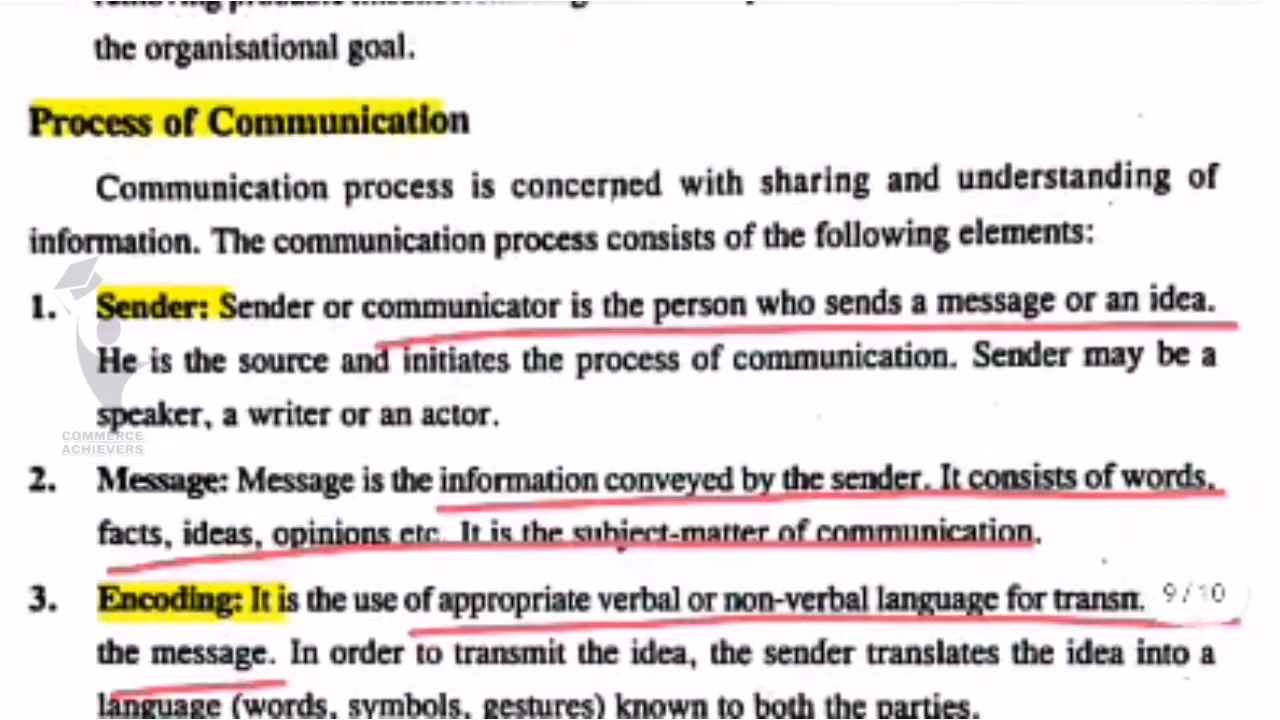 the organisational goal.
Process of Communication
Communication process is concerned with sharing and understanding of
information. The communication process consists of the following elements:
1. Sender: Sender or communicator is the person who sends a message or an idea.
He is the source and initiates the process of communication. Sender may be a
speaker, a writer or an actor.
COMMERCE
ACHIEVERS
2. Message: Message is the information conveyed by the sender. It consists of words,
facts, ideas, opinions etc. It is the subject-matter of communication.
3. Encoding: It is the use of appropriate verbal or non-verbal language for 9/10
the message. In order to transmit the idea, the sender translates the idea into a
language (words, symbols, gestures) known to both the parties.